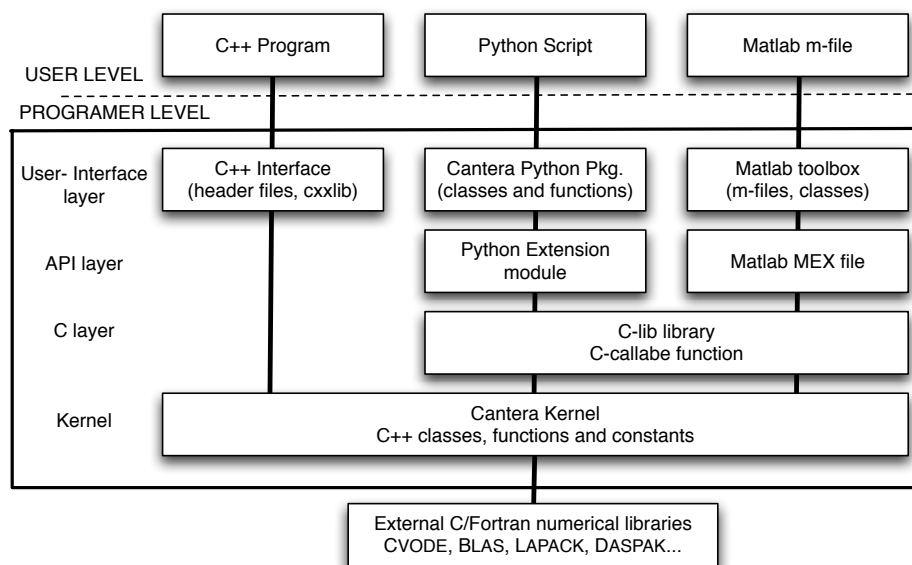 C++ Program
Python Script
Matlab m-file
USER LEVEL
PROGRAMER LEVEL
User- Interface
layer
C++ Interface
(header files, cxxlib)
Cantera Python Pkg.
(classes and functions)
Matlab toolbox
(m-files, classes)
API layer
Python Extension
module
Matlab MEX file
C layer
C-lib library
C-callabe function
Kernel
Cantera Kernel
C++ classes, functions and constants
External C/Fortran numerical libraries
CVODE, BLAS, LAPACK, DASPAK...